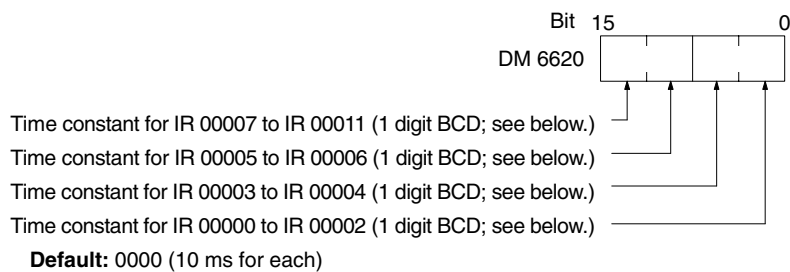 Bit 15 0
DM 6620
Time constant for IR 00007 to IR 00011 (1 digit BCD; see below.)
Time constant for IR 00005 to IR 00006 (1 digit BCD; see below.)
Time constant for IR 00003 to IR 00004 (1 digit BCD; see below.)
Time constant for IR 00000 to IR 00002 (1 digit BCD; see below.)
Default: 0000 (10 ms for each)